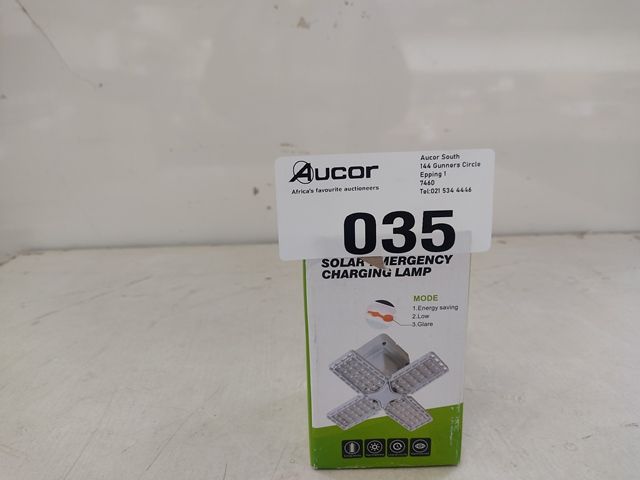 Aucor
Africa's favourite auctioneers
Aucor South
144 Gunners Circle
Epping 1
7460
Tel:021 534 4446
035
SOLAR EMERGENCY
CHARGING LAMP
MODE
1.Energy saving
2.Low
3.Glare